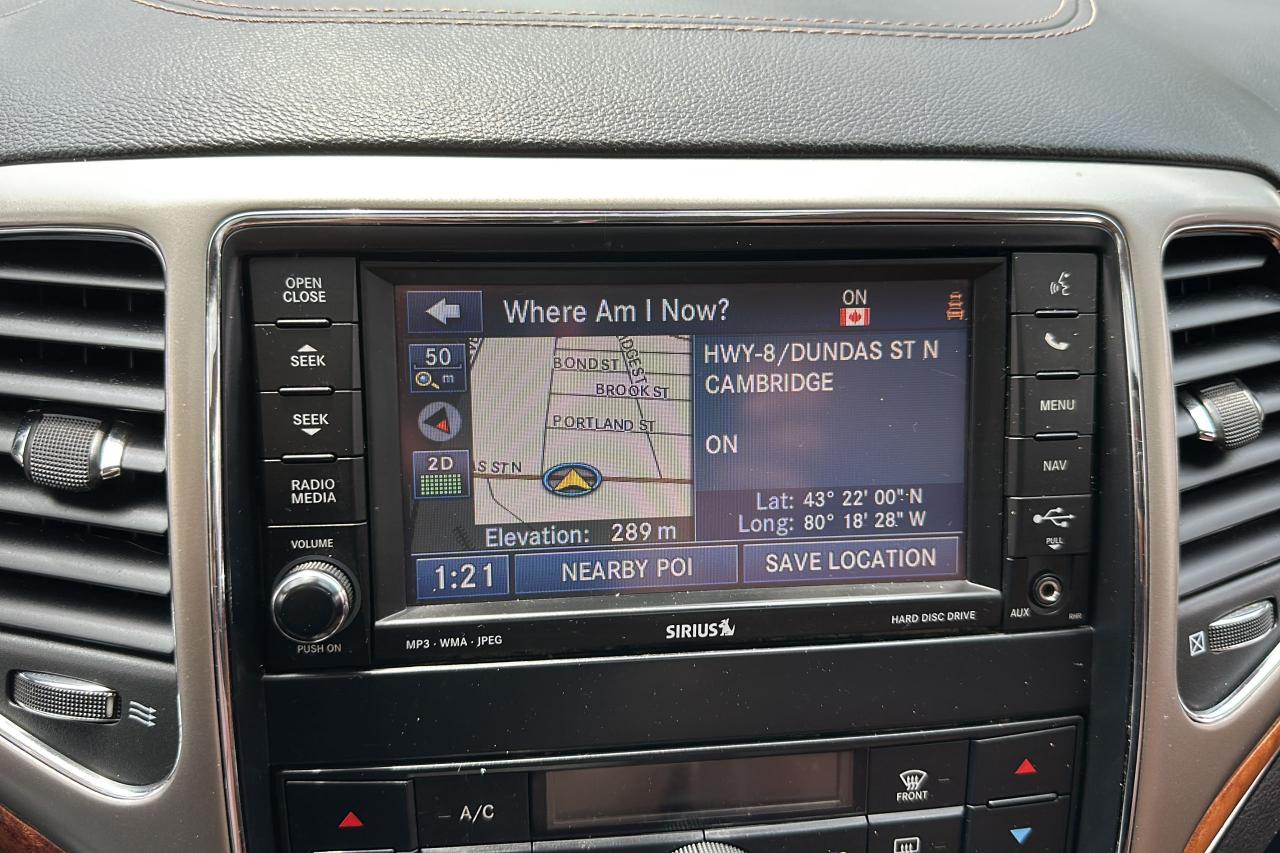 OPEN
CLOSE
SEEK
SEEK
RADIO
MEDIA
VOLUME
PUSH ON
Where Am I Now?
ON
50
m
2D
BOND ST
BROOK ST
PORTLAND ST
S ST N
HWY-8/DUNDAS ST N
CAMBRIDGE
ON
Lat: 43° 22' 00" N
Long: 80° 18' 28" W
Elevation: 289 m
1:21
NEARBY POI
SAVE LOCATION
MP3 · WMA · JPEG
SIRIUS
HARD DISC DRIVE
MENU
NAV
PULL
AUX
RHR
A/C
FRONT